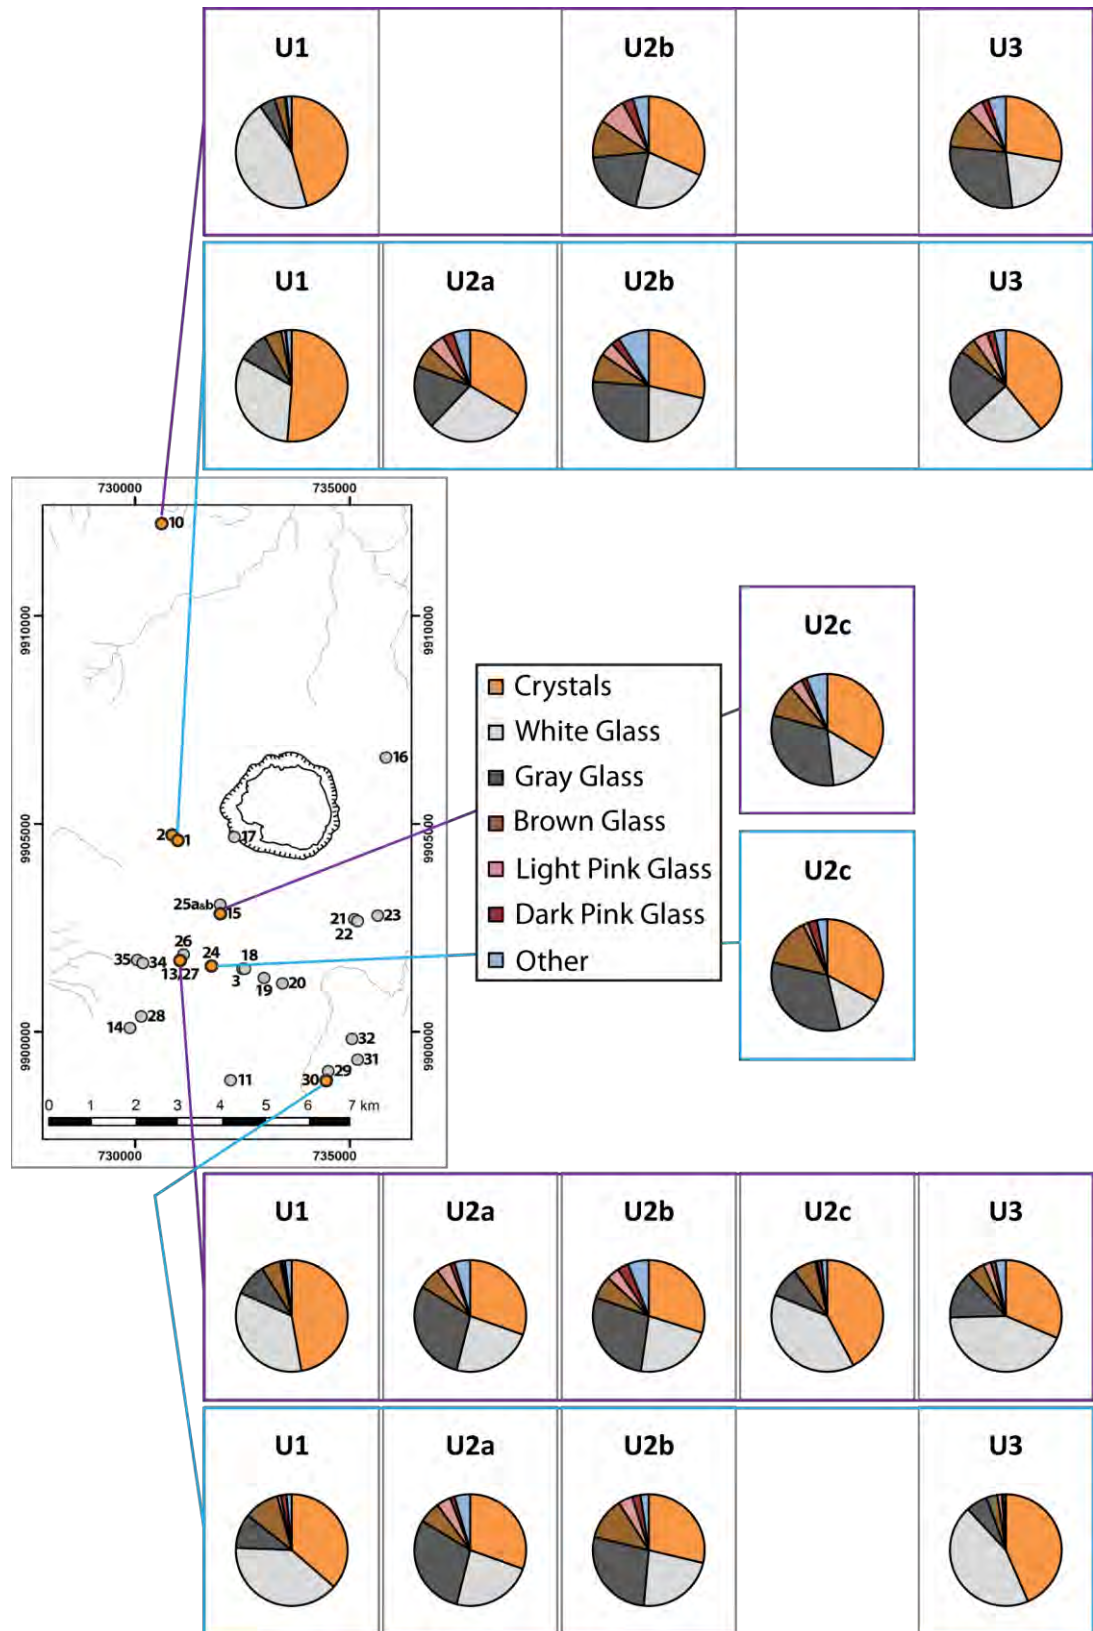 U1 U2b U3
U1 U2a U2b U3
730000 735000
10
9910000 9910000
U2c
Crystals
White Glass
Gray Glass
Brown Glass
Light Pink Glass
Dark Pink Glass
Other
16
2 1 17
9905000 9905000
25a&b 15
21 23
22
U2c
26 24 18
35 34
13/27 3 19 20
28
14
32
9900000 9900000
31
29
30
11
0 1 2 3 4 5 6 7 km
730000 735000
U1 U2a U2b U2c U3
U1 U2a U2b U3